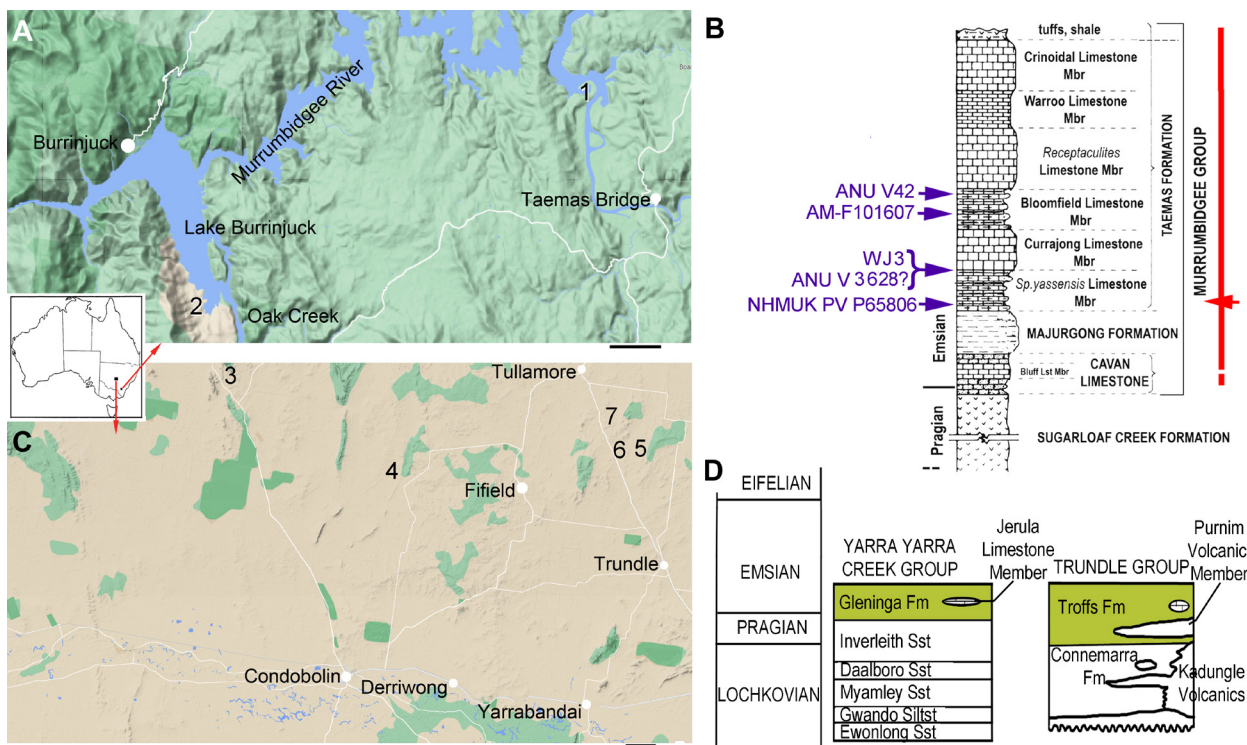 A
Burrinjuck
Murrumbidgee River
1
Taemas Bridge
Lake Burrinjuck
2
Oak Creek
B
tuffs, shale
Crinoidal Limestone
Mbr
Warroo Limestone
Mbr
Receptaculites
Limestone Mbr
ANU V42
AM-F101607
Bloomfield Limestone
Mbr
WJ3
ANU V 3628?
Currajong Limestone
Mbr
NHMUK PV P65806
Sp.yassensis Limestone
Mbr
TAEMAS FORMATION
MURRUMBIDGEE GROUP
Emsian
MAJURGONG FORMATION
Bluff Lst Mbr
CAVAN
LIMESTONE
Pragian
SUGARLOAF CREEK FORMATION
C
3
Tullamore
7
6
5
4
Fifield
Trundle
Condobolin
Derriwong
Yarrabandai
D
EIFELIAN
EMSIAN
PRAGIAN
LOCHKOVIAN
YARRA YARRA
CREEK GROUP
Jerula
Limestone
Member
Gleninga Fm
Inverleith Sst
Daalboro Sst
Myamley Sst
Gwando Siltst
Ewonlong Sst
TRUNDLE GROUP
Purnim
Volcanic
Member
Troffs Fm
Connemarra
Fm
Kadungle
Volcanics